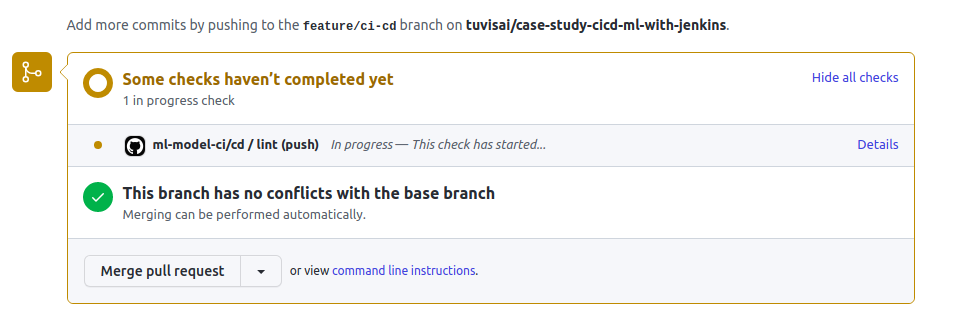 Add more commits by pushing to the feature/ci-cd branch on tuvisai/case-study-cicd-ml-with-jenkins.
Some checks haven’t completed yet
Hide all checks
1 in progress check
ml-model-ci/cd / lint (push) In progress — This check has started...
Details
This branch has no conflicts with the base branch
Merging can be performed automatically.
Merge pull request
or view command line instructions.